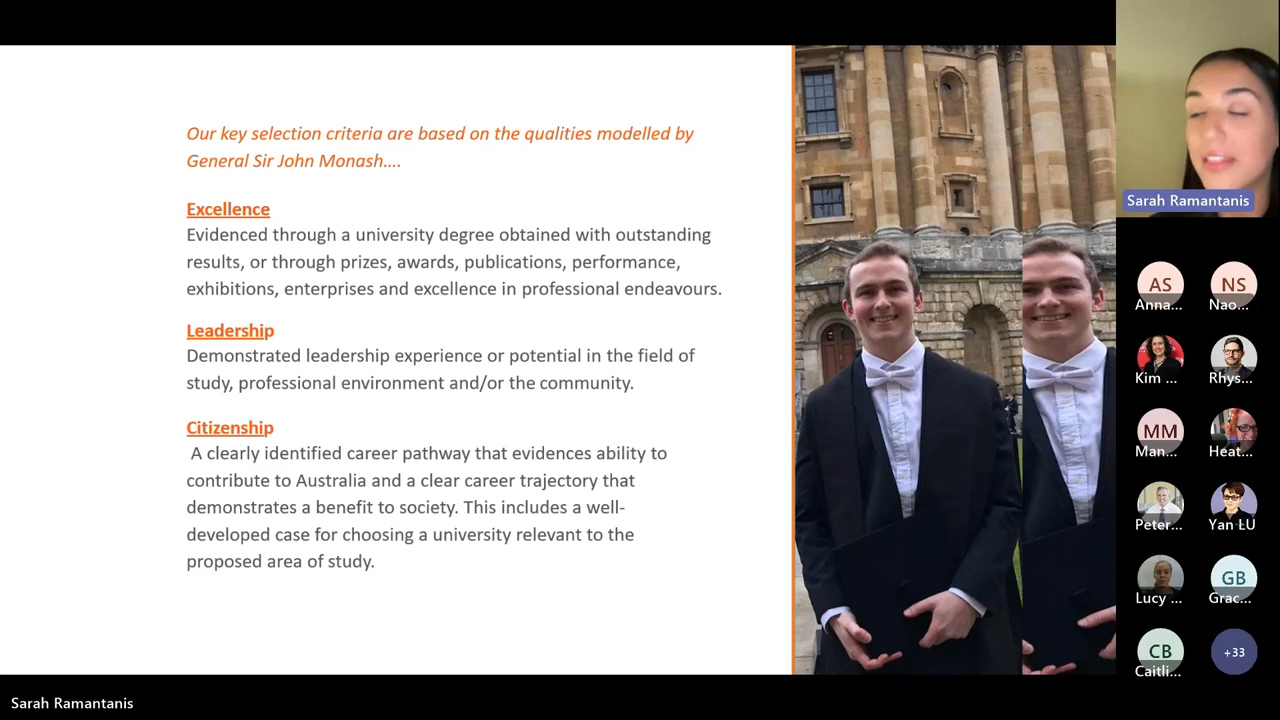 Our key selection criteria are based on the qualities modelled by
General Sir John Monash....
Excellence
Evidenced through a university degree obtained with outstanding
results, or through prizes, awards, publications, performance,
exhibitions, enterprises and excellence in professional endeavours.
Leadership
Demonstrated leadership experience or potential in the field of
study, professional environment and/or the community.
Citizenship
A clearly identified career pathway that evidences ability to
contribute to Australia and a clear career trajectory that
demonstrates a benefit to society. This includes a well-
developed case for choosing a university relevant to the
proposed area of study.
Sarah Ramantanis
AS NS
Anna... Nao...
Kim ... Rhys...
MM
Man... Heat...
Peter... Yan LU
GB
Lucy ... Grac...
CB +33
Caitli...
Sarah Ramantanis